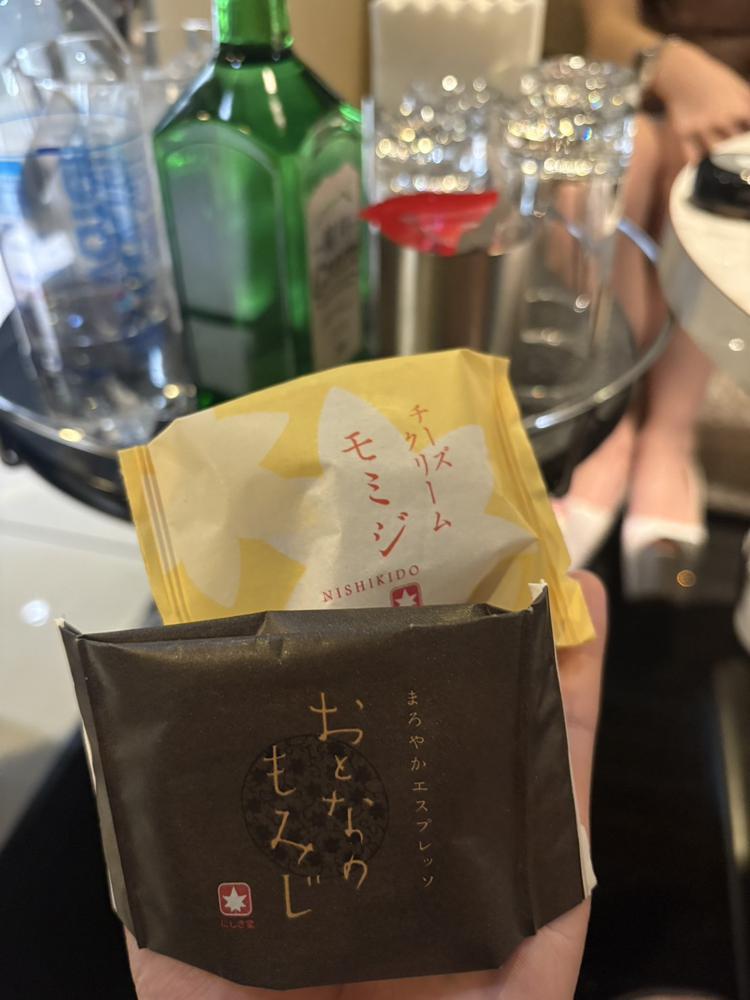 チーズ
クリーム
モミジ
NISHIKIDO
まろやかエスプレッソ
おとなの
もみじ
にしき堂